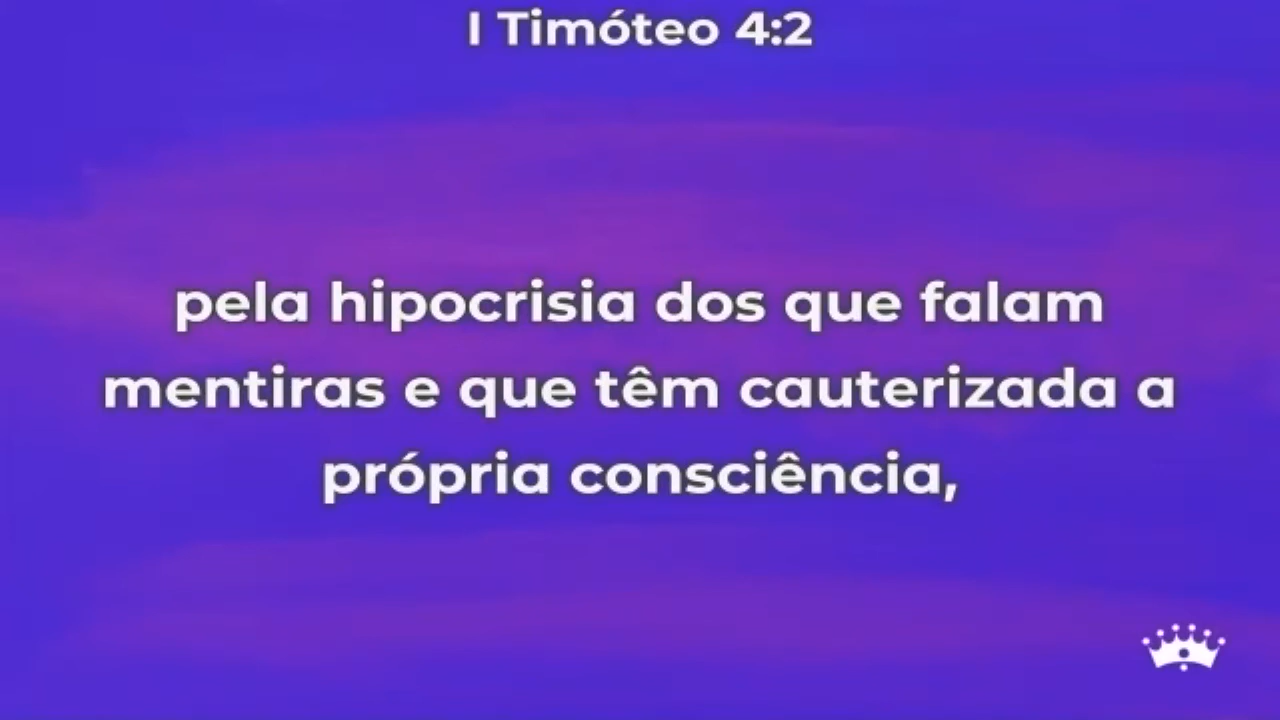 I Timóteo 4:2
pela hipocrisia dos que falam
mentiras e que têm cauterizada a
própria consciência,